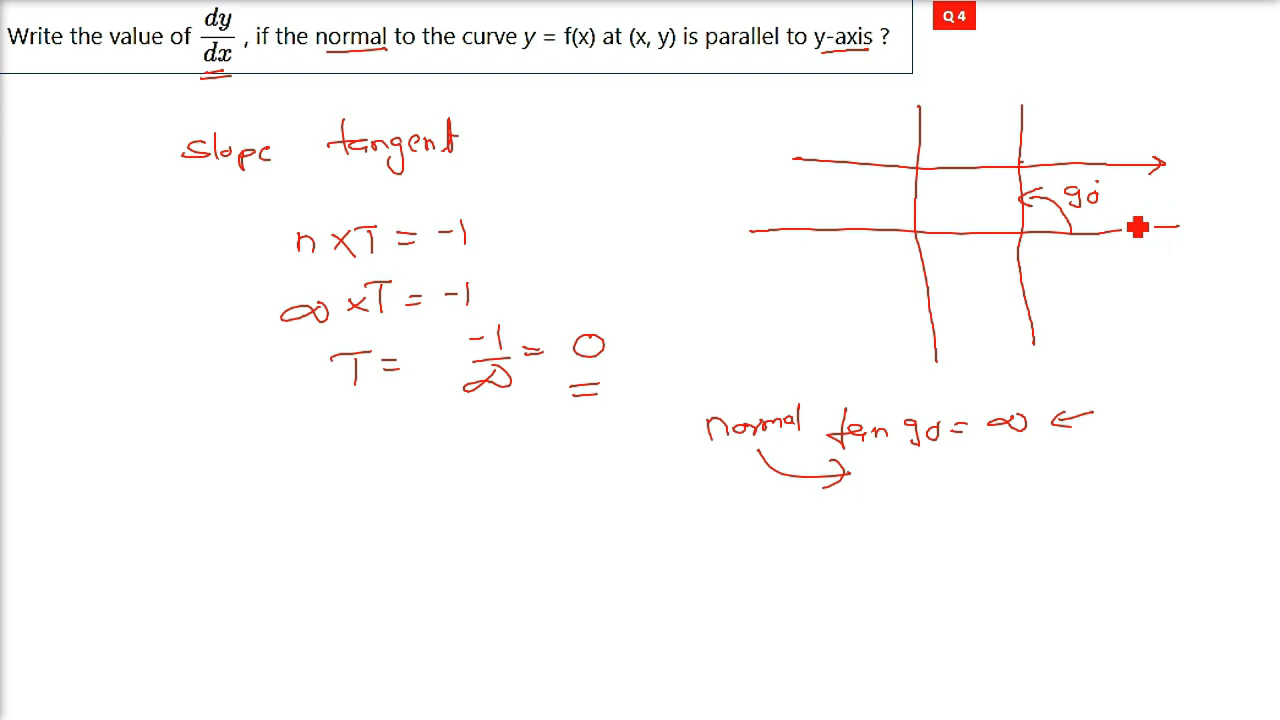 Write the value of dy/dx, if the normal to the curve y = f(x) at (x, y) is parallel to y-axis ?
Q 4
slope tangent
90°
n × T = -1
∞ × T = -1
T = -1/∞ = 0
normal tan 90 = ∞ ←